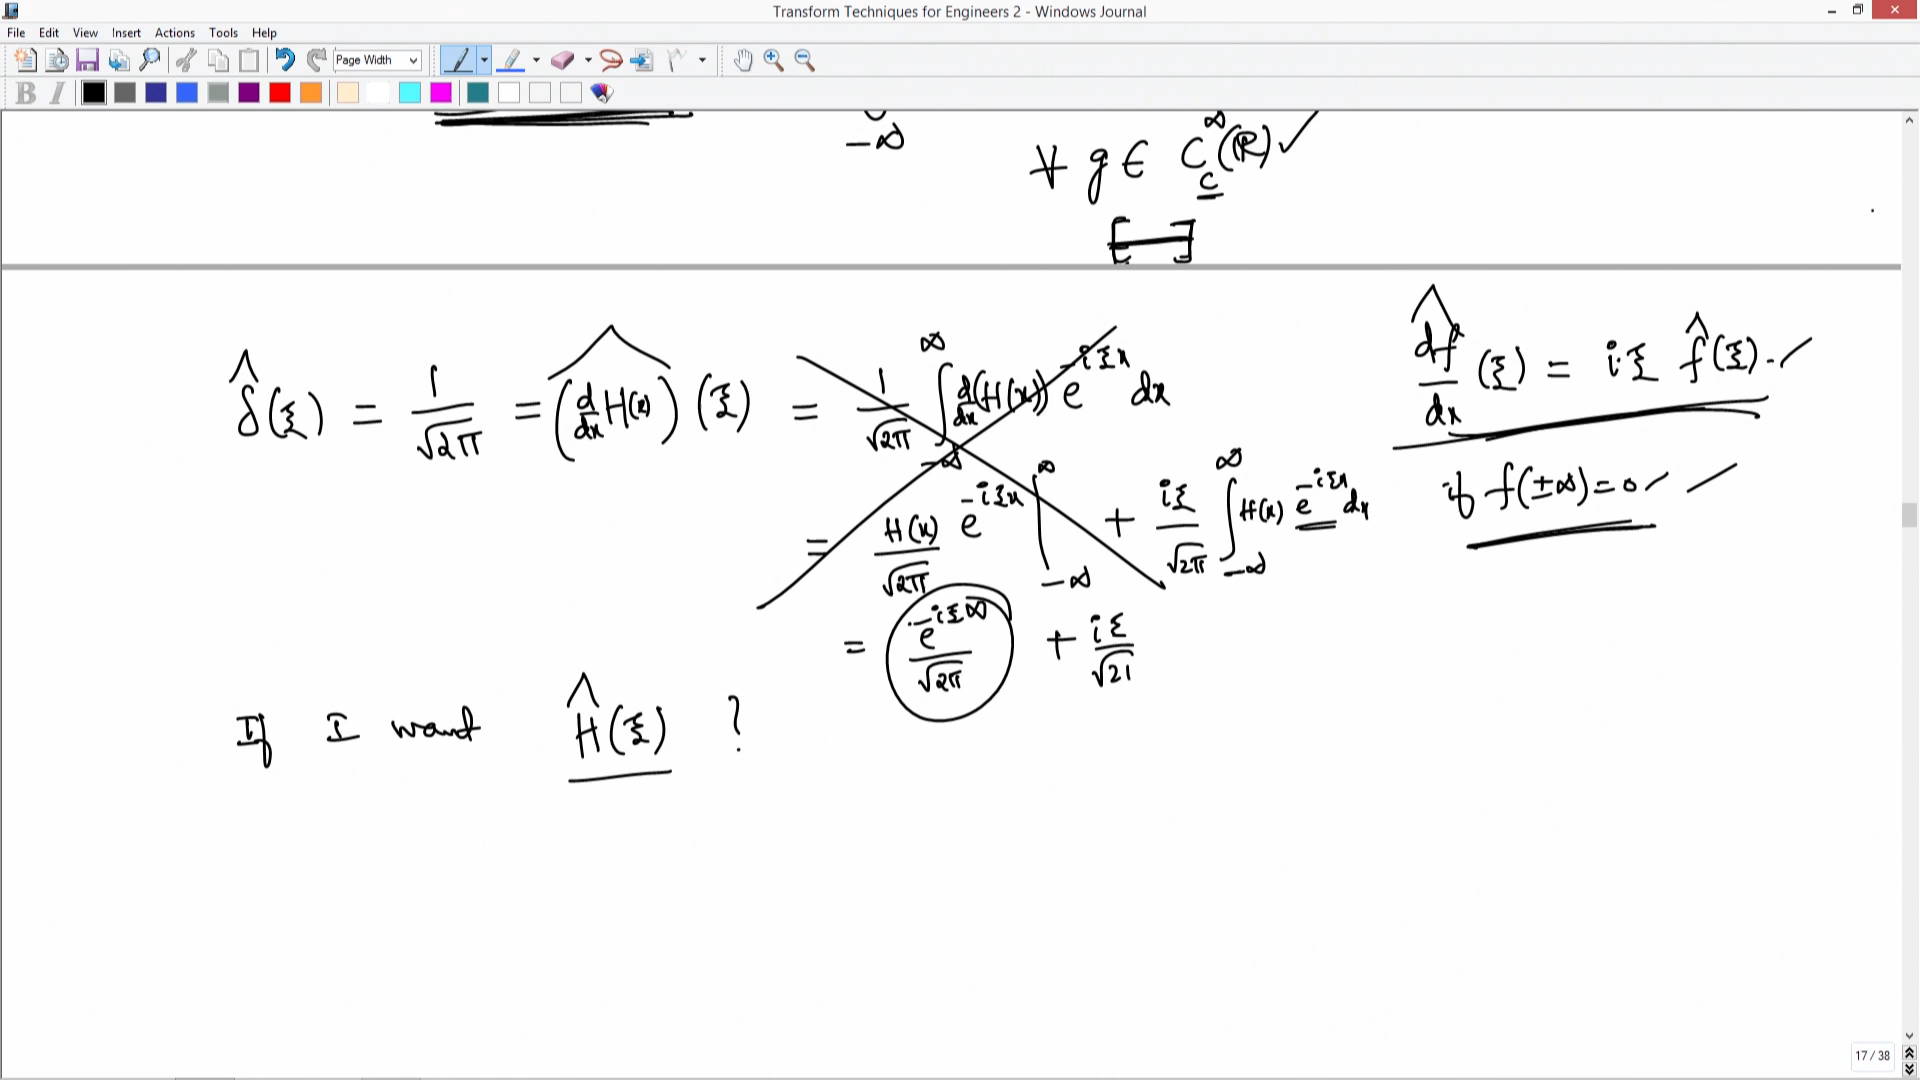 Transform Techniques for Engineers 2 - Windows Journal
File Edit View Insert Actions Tools Help
Page Width
B I
−∞
∀ g ∈ C_c^∞(ℝ) ✓
[ ]
δ̂(ξ) = 1/√2π = (d/dx H(x))^(ξ) = 1/√2π ∫_{−∞}^{∞} d/dx(H(x)) e^{−iξx} dx
df/dx^(ξ) = i·ξ f̂(ξ). ✓
= H(x)/√2π e^{−iξx} |_{−∞}^{∞} + iξ/√2π ∫_{−∞}^{∞} H(x) e^{−iξx} dx
if f(±∞) = 0 ✓
= e^{−iξ∞}/√2π + iξ/√21
If I want Ĥ(ξ) ?
17 / 38